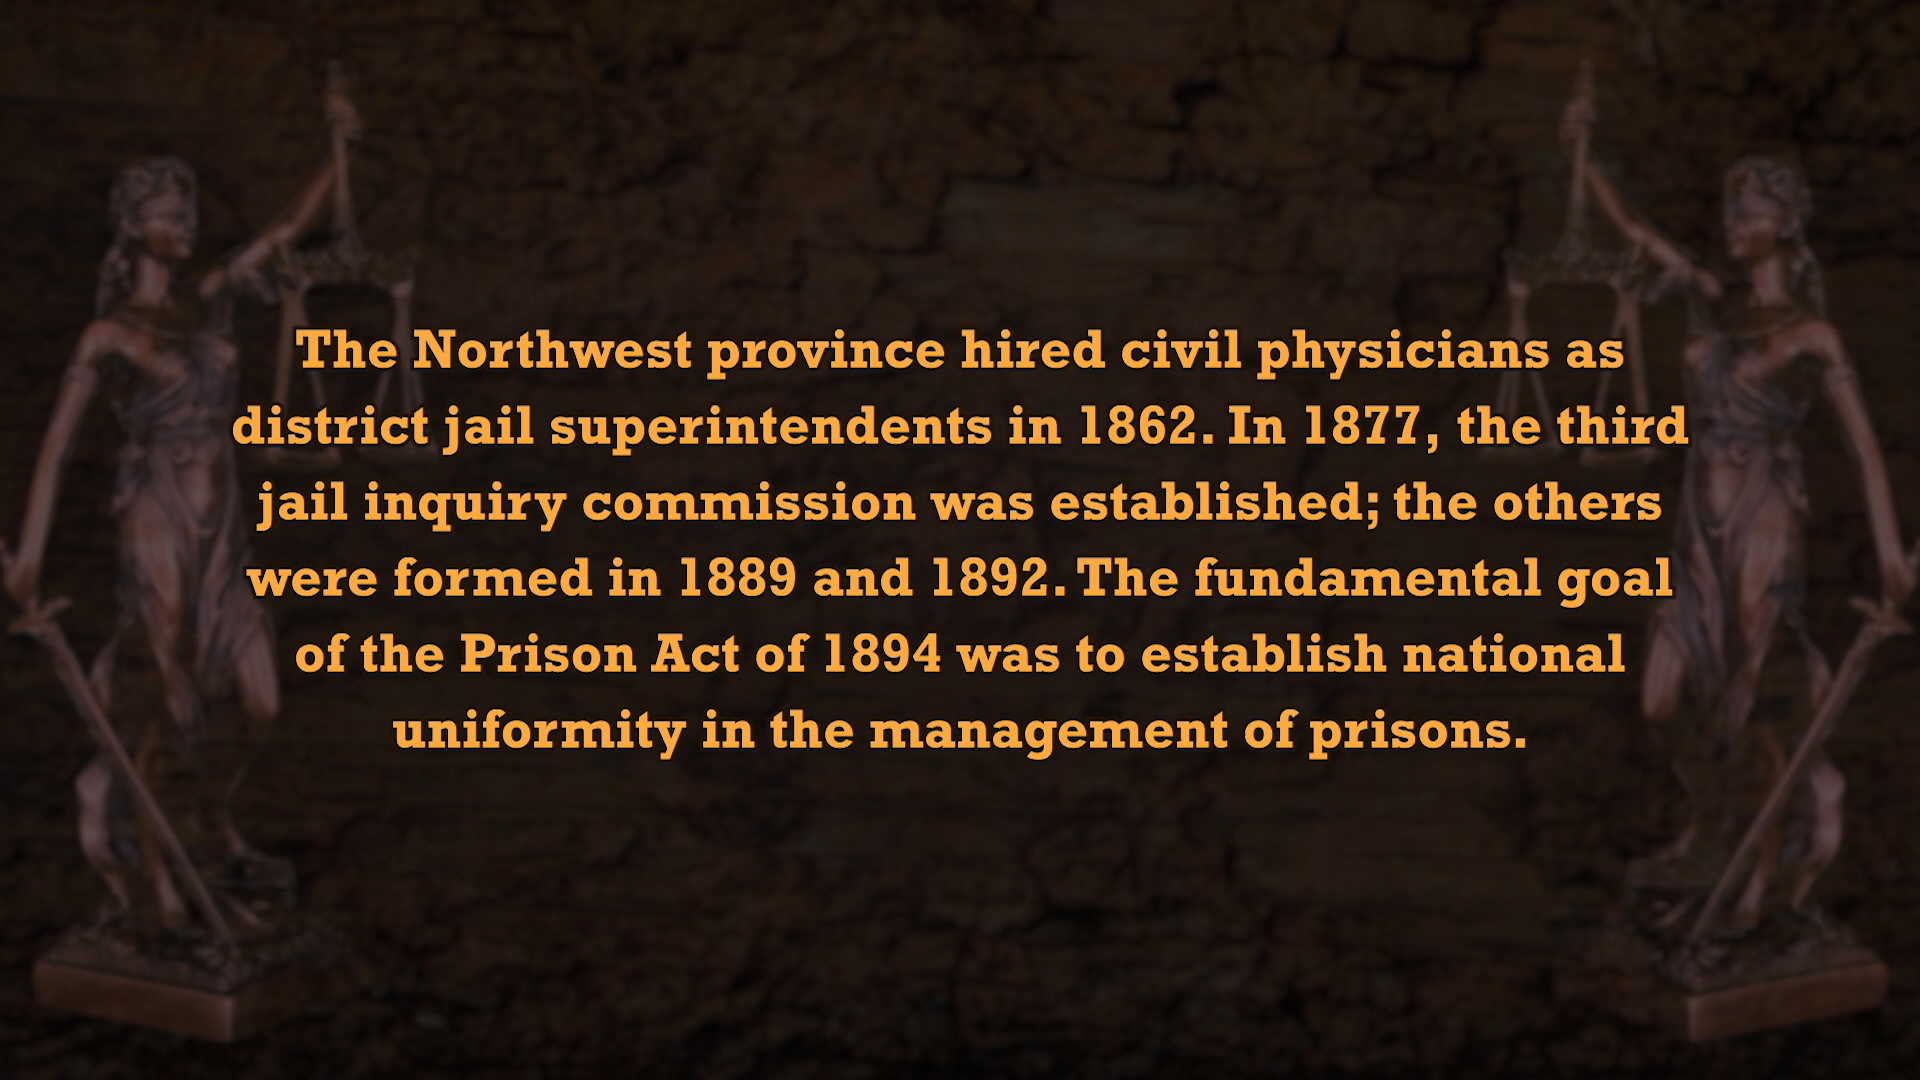 The Northwest province hired civil physicians as
district jail superintendents in 1862. In 1877, the third
jail inquiry commission was established; the others
were formed in 1889 and 1892. The fundamental goal
of the Prison Act of 1894 was to establish national
uniformity in the management of prisons.